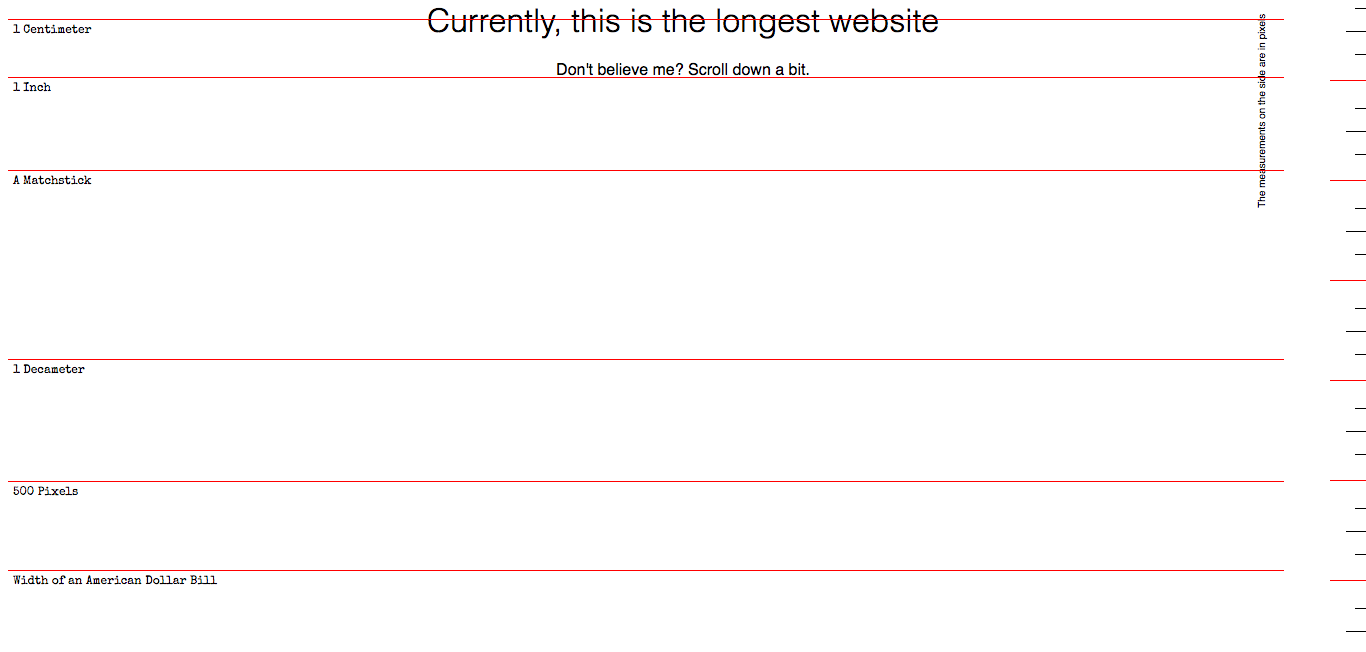 Currently, this is the longest website
1 Centimeter
Don't believe me? Scroll down a bit.
1 Inch
The measurements on the side are in pixels
A Matchstick
1 Decameter
500 Pixels
Width of an American Dollar Bill